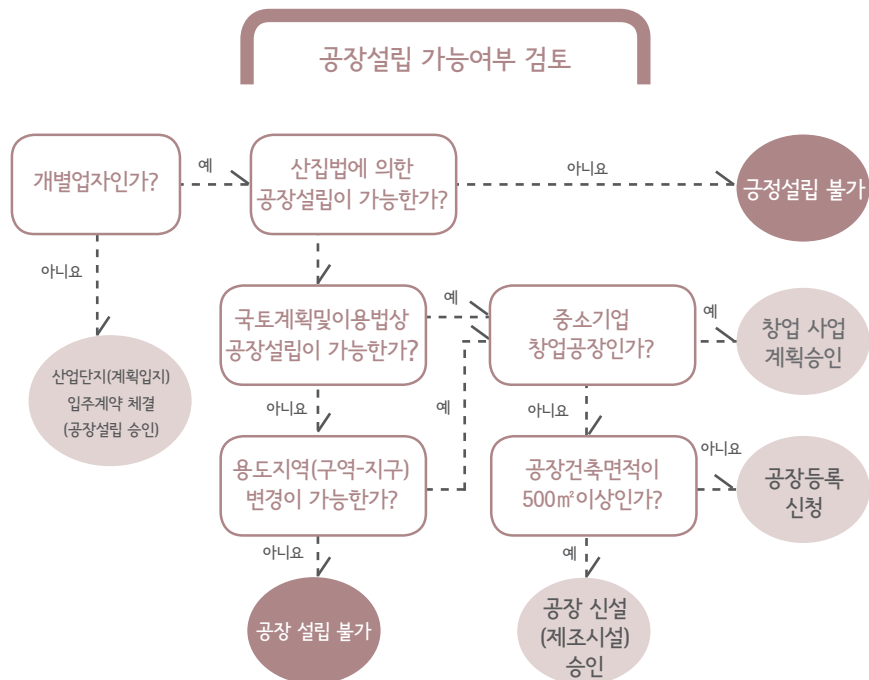 공장설립 가능여부 검토
개별업자인가?
예
산집법에 의한
공장설립이 가능한가?
아니요
긍정설립 불가
아니요
산업단지(계획입지)
입주계약 체결
(공장설립 승인)
국토계획및이용법상
공장설립이 가능한가?
예
중소기업
창업공장인가?
예
창업 사업
계획승인
아니요
예
아니요
용도지역(구역-지구)
변경이 가능한가?
공장건축면적이
500㎡이상인가?
아니요
공장등록
신청
아니요
공장 설립 불가
예
공장 신설
(제조시설)
승인